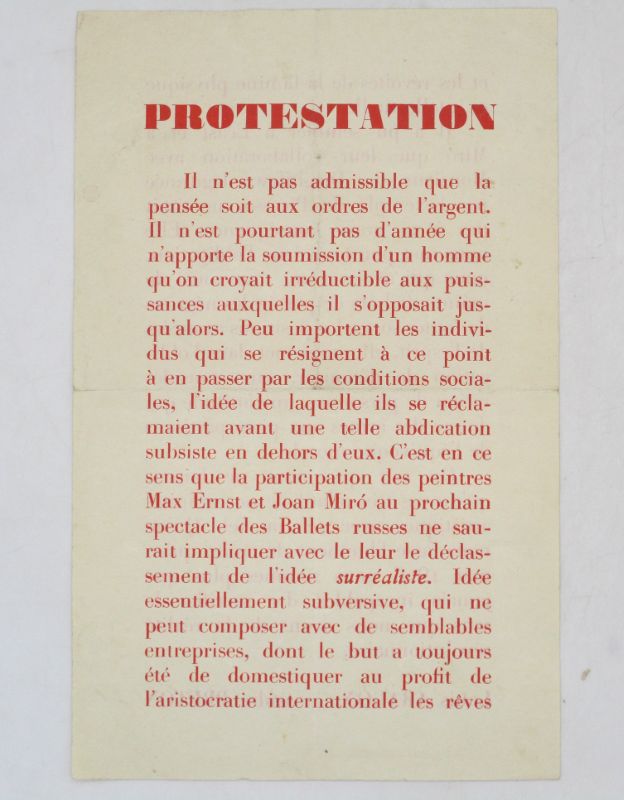 PROTESTATION
Il n'est pas admissible que la
pensée soit aux ordres de l'argent.
Il n'est pourtant pas d'année qui
n'apporte la soumission d'un homme
qu'on croyait irréductible aux puis-
sances auxquelles il s'opposait jus-
qu'alors. Peu importent les indivi-
dus qui se résignent à ce point
à en passer par les conditions socia-
les, l'idée de laquelle ils se récla-
maient avant une telle abdication
subsiste en dehors d'eux. C'est en ce
sens que la participation des peintres
Max Ernst et Joan Miró au prochain
spectacle des Ballets russes ne sau-
rait impliquer avec le leur le déclas-
sement de l'idée surréaliste. Idée
essentiellement subversive, qui ne
peut composer avec de semblables
entreprises, dont le but a toujours
été de domestiquer au profit de
l'aristocratie internationale les rêves